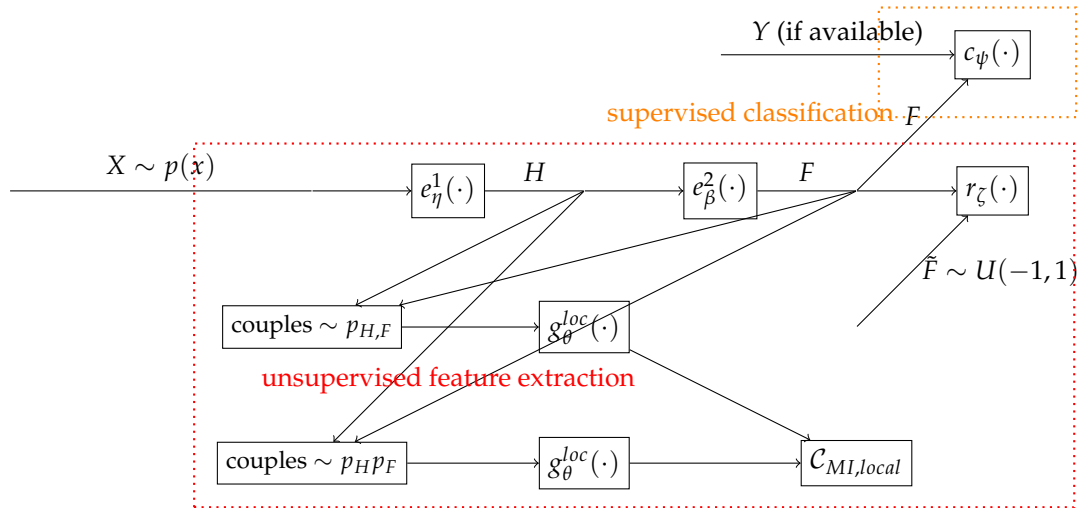 Y (if available)
c_ψ(·)
supervised classification
F
X ∼ p(x)
e^1_η(·)
H
e^2_β(·)
F
r_ζ(·)
F̃ ∼ U(−1, 1)
couples ∼ p_{H,F}
g^{loc}_θ(·)
unsupervised feature extraction
couples ∼ p_H p_F
g^{loc}_θ(·)
𝒞_{MI,local}